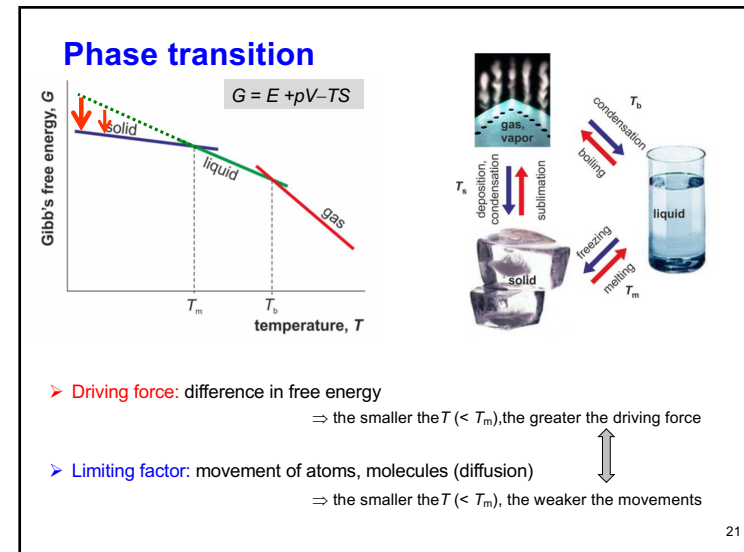 Phase transition
G = E +pV–TS
Gibb's free energy, G
solid
liquid
gas
Tm
Tb
temperature, T
gas,
vapor
condensation
Tb
boiling
Ts
deposition,
condensation
sublimation
liquid
freezing
melting
Tm
solid
➢ Driving force: difference in free energy
⇒ the smaller the T (< Tm),the greater the driving force
➢ Limiting factor: movement of atoms, molecules (diffusion)
⇒ the smaller the T (< Tm), the weaker the movements
21